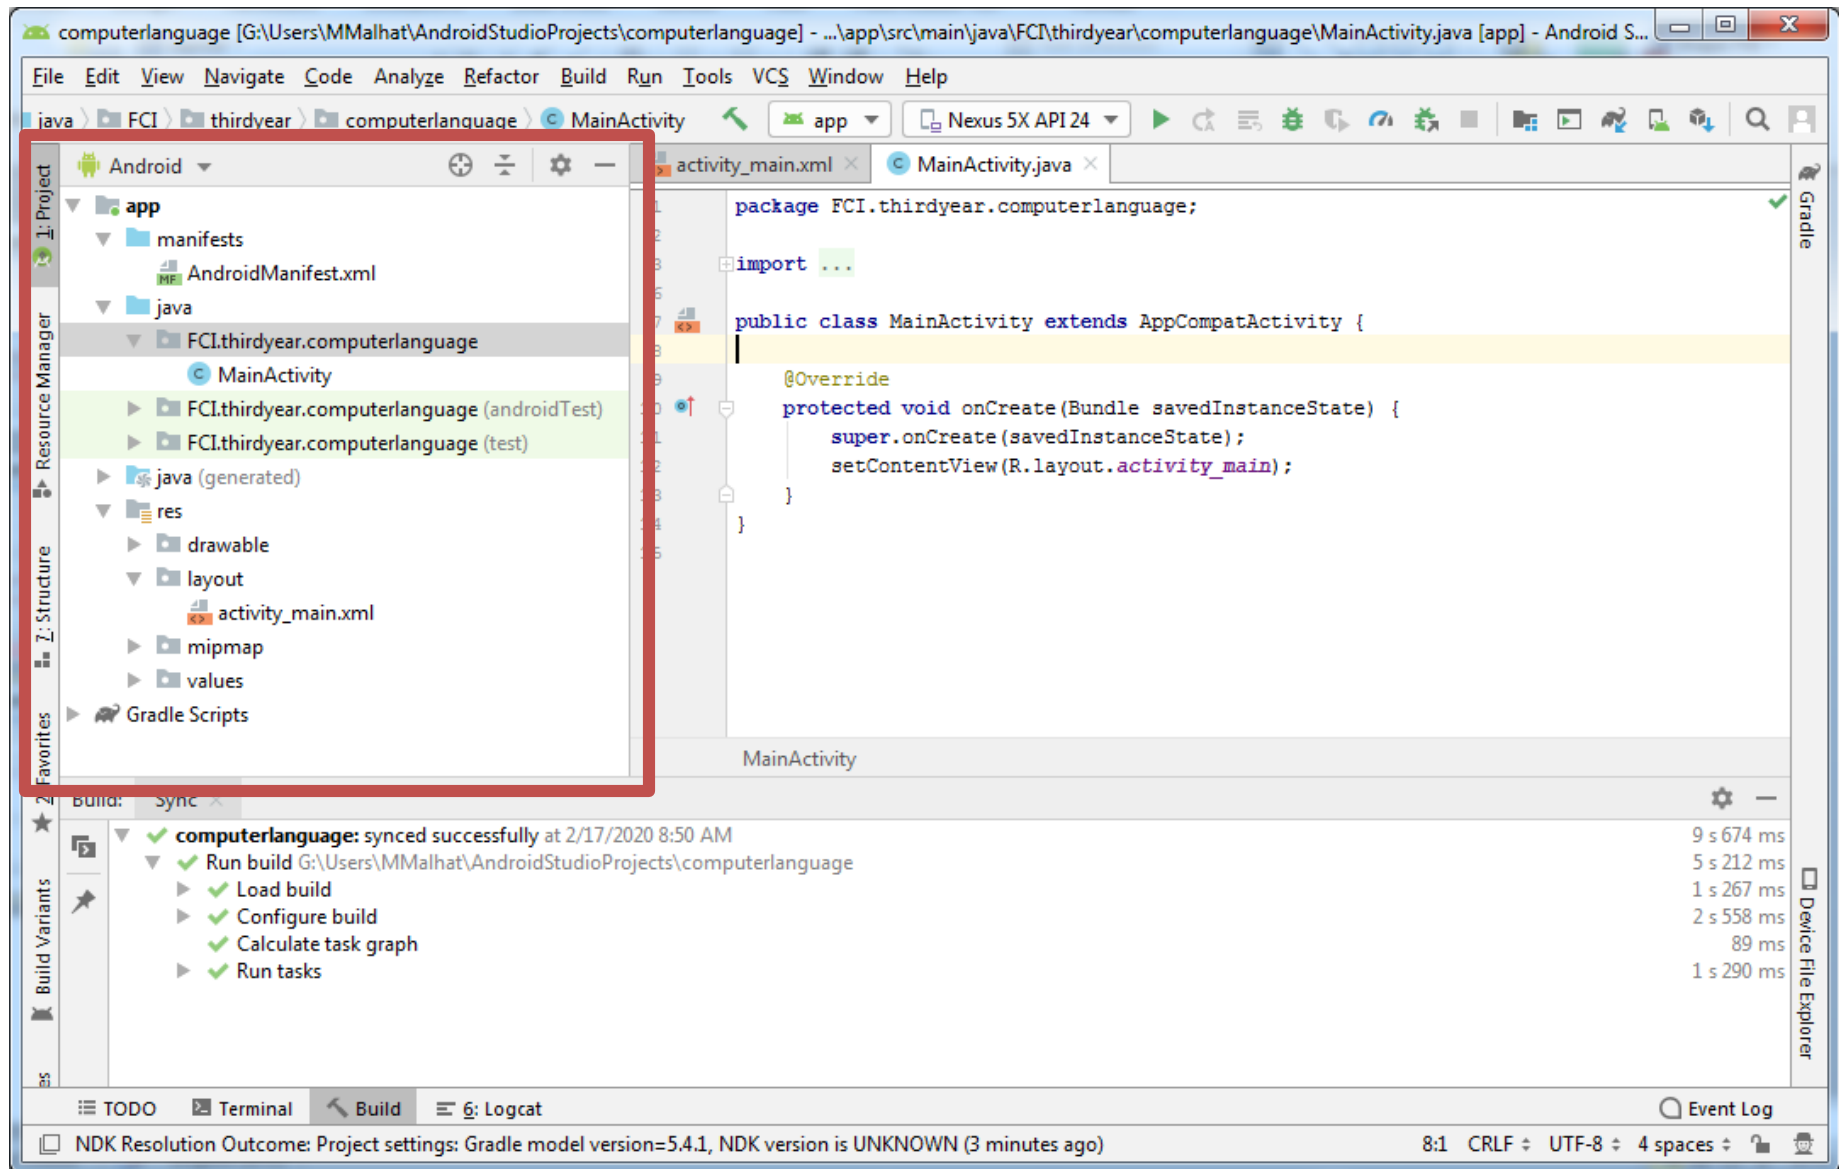 computerlanguage [G:\Users\MMalhat\AndroidStudioProjects\computerlanguage] - ...\app\src\main\java\FCI\thirdyear\computerlanguage\MainActivity.java [app] - Android S...
File Edit View Navigate Code Analyze Refactor Build Run Tools VCS Window Help
java FCI thirdyear computerlanguage MainActivity app Nexus 5X API 24
1: Project
Resource Manager
7: Structure
2: Favorites
Build Variants
Android
app
manifests
AndroidManifest.xml
java
FCI.thirdyear.computerlanguage
MainActivity
FCI.thirdyear.computerlanguage (androidTest)
FCI.thirdyear.computerlanguage (test)
java (generated)
res
drawable
layout
activity_main.xml
mipmap
values
Gradle Scripts
activity_main.xml MainActivity.java
package FCI.thirdyear.computerlanguage;
import ...
public class MainActivity extends AppCompatActivity {
@Override
protected void onCreate(Bundle savedInstanceState) {
super.onCreate(savedInstanceState);
setContentView(R.layout.activity_main);
}
}
MainActivity
Gradle
Device File Explorer
Build: Sync
computerlanguage: synced successfully at 2/17/2020 8:50 AM 9 s 674 ms
Run build G:\Users\MMalhat\AndroidStudioProjects\computerlanguage 5 s 212 ms
Load build 1 s 267 ms
Configure build 2 s 558 ms
Calculate task graph 89 ms
Run tasks 1 s 290 ms
TODO Terminal Build 6: Logcat Event Log
NDK Resolution Outcome: Project settings: Gradle model version=5.4.1, NDK version is UNKNOWN (3 minutes ago) 8:1 CRLF UTF-8 4 spaces